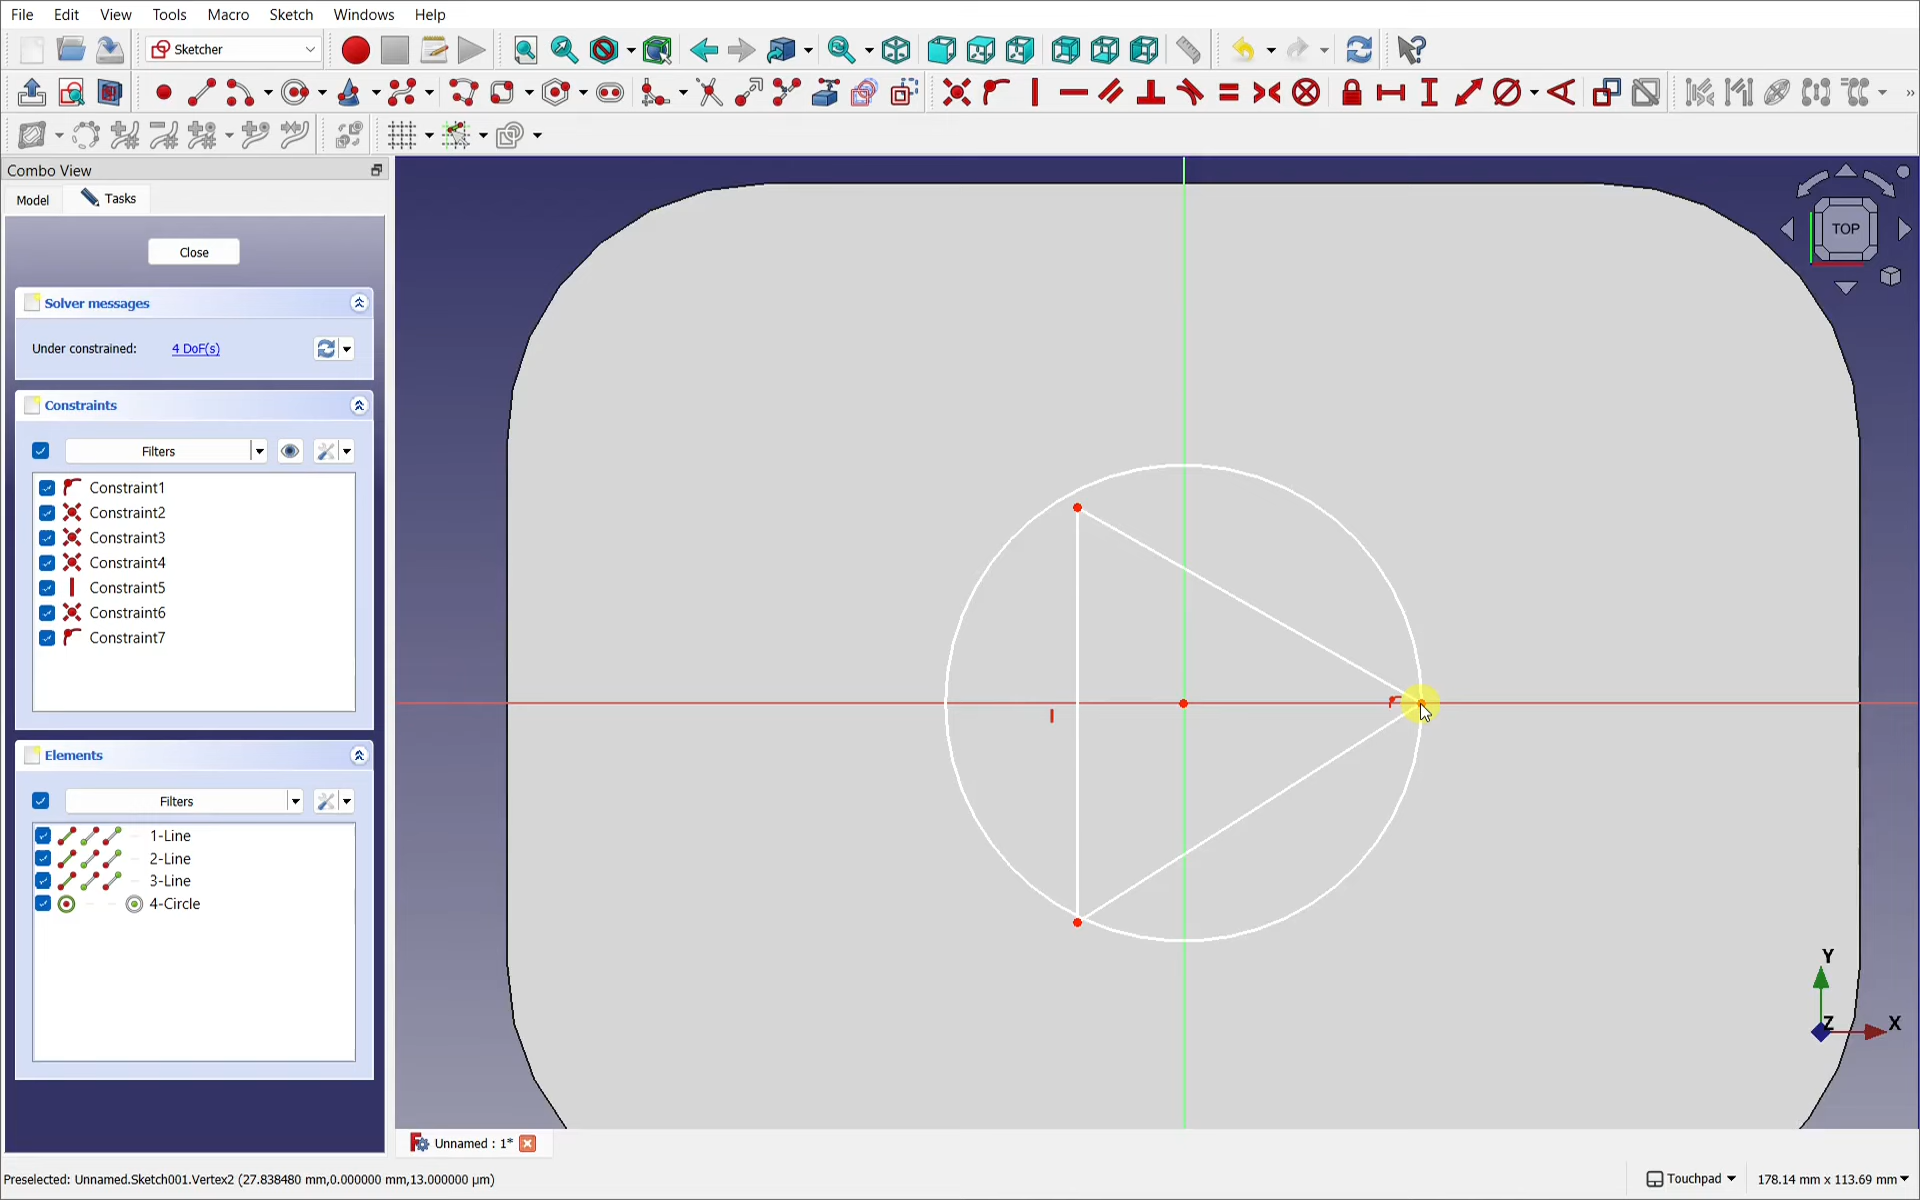 File Edit View Tools Macro Sketch Windows Help
Sketcher
Combo View
Model Tasks
TOP
Close
Solver messages
Under constrained: 4 DoF(s)
Constraints
Filters
Constraint1
Constraint2
Constraint3
Constraint4
Constraint5
Constraint6
Constraint7
Elements
Filters
1-Line
2-Line
3-Line
4-Circle
Y
Z
X
Unnamed : 1*
Preselected: Unnamed.Sketch001.Vertex2 (27.838480 mm,0.000000 mm,13.000000 µm)
Touchpad 178.14 mm x 113.69 mm